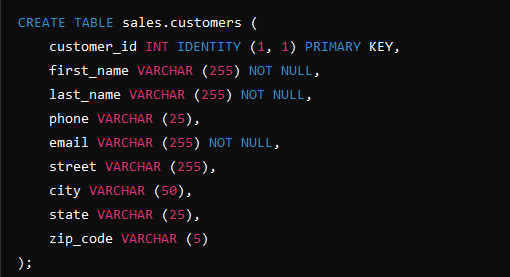 CREATE TABLE sales.customers (
    customer_id INT IDENTITY (1, 1) PRIMARY KEY,
    first_name VARCHAR (255) NOT NULL,
    last_name VARCHAR (255) NOT NULL,
    phone VARCHAR (25),
    email VARCHAR (255) NOT NULL,
    street VARCHAR (255),
    city VARCHAR (50),
    state VARCHAR (25),
    zip_code VARCHAR (5)
);